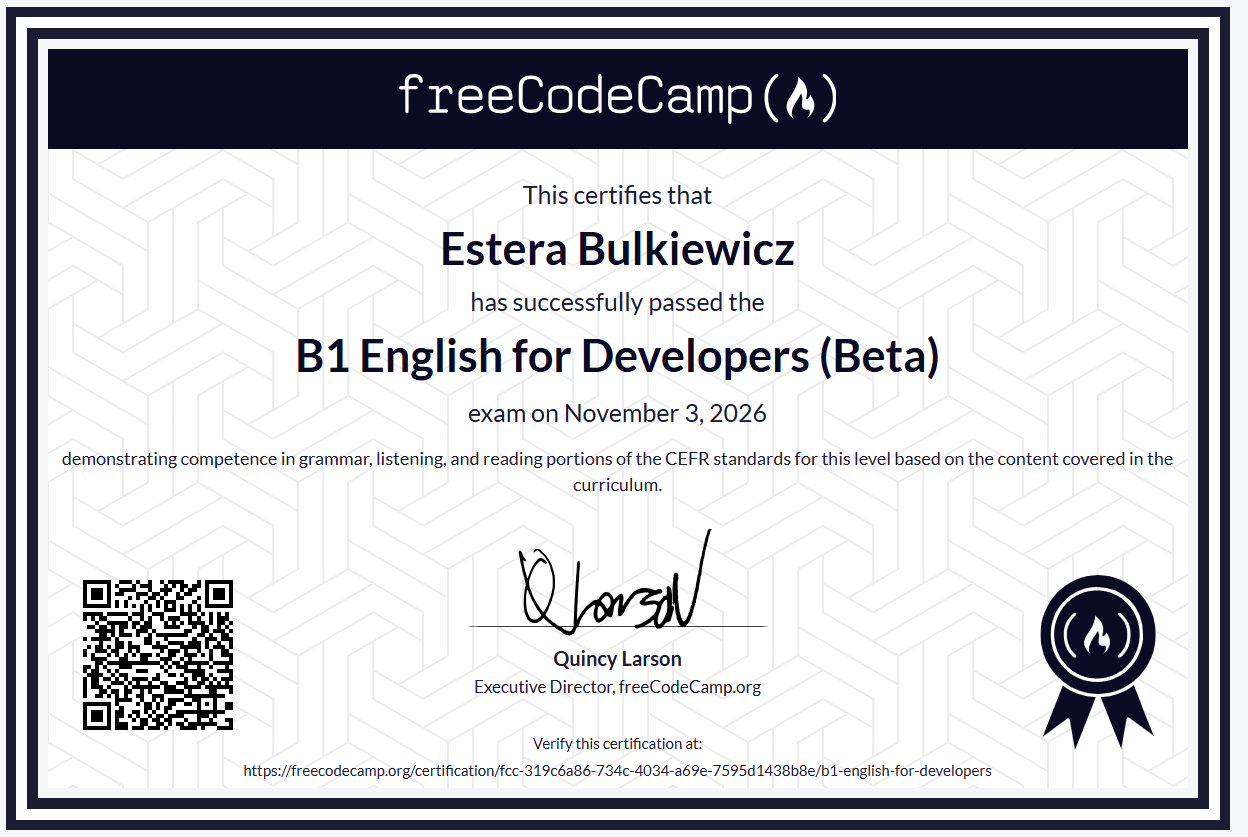 freeCodeCamp
This certifies that
Estera Bulkiewicz
has successfully passed the
B1 English for Developers (Beta)
exam on November 3, 2026
demonstrating competence in grammar, listening, and reading portions of the CEFR standards for this level based on the content covered in the
curriculum.
Quincy Larson
Executive Director, freeCodeCamp.org
Verify this certification at:
https://freecodecamp.org/certification/fcc-319c6a86-734c-4034-a69e-7595d1438b8e/b1-english-for-developers